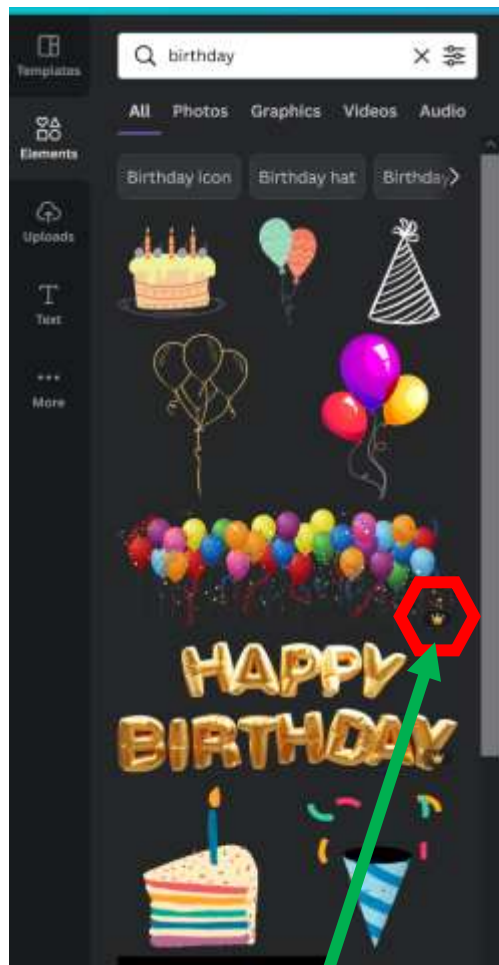 birthday
Templates
All Photos Graphics Videos Audio
Elements
Birthday icon Birthday hat Birthday
Uploads
Text
More
HAPPY
BIRTHDAY